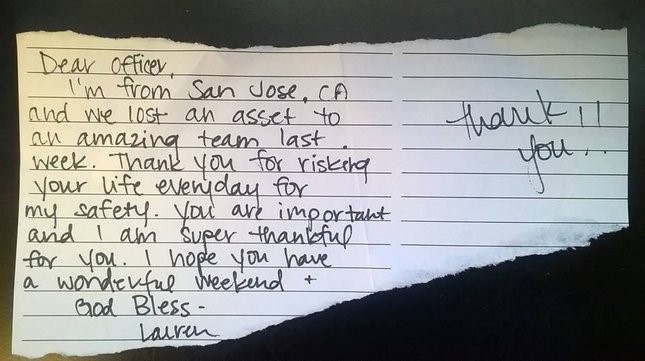 Dear Officer,
I'm from San Jose, CA
and we lost an asset to
an amazing team last
week. Thank you for risking
your life everyday for
my safety. You are important
and I am super thankful
for you. I hope you have
a wonderful weekend +
God Bless -
Lauren
Thank!!
you...